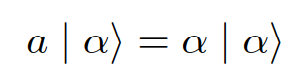 a | α⟩ = α | α⟩